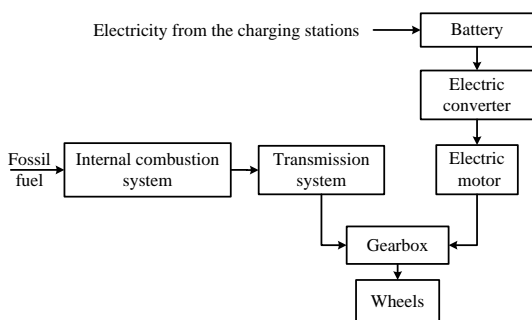 Electricity from the charging stations
Battery
Electric
converter
Fossil
fuel
Internal combustion
system
Transmission
system
Electric
motor
Gearbox
Wheels